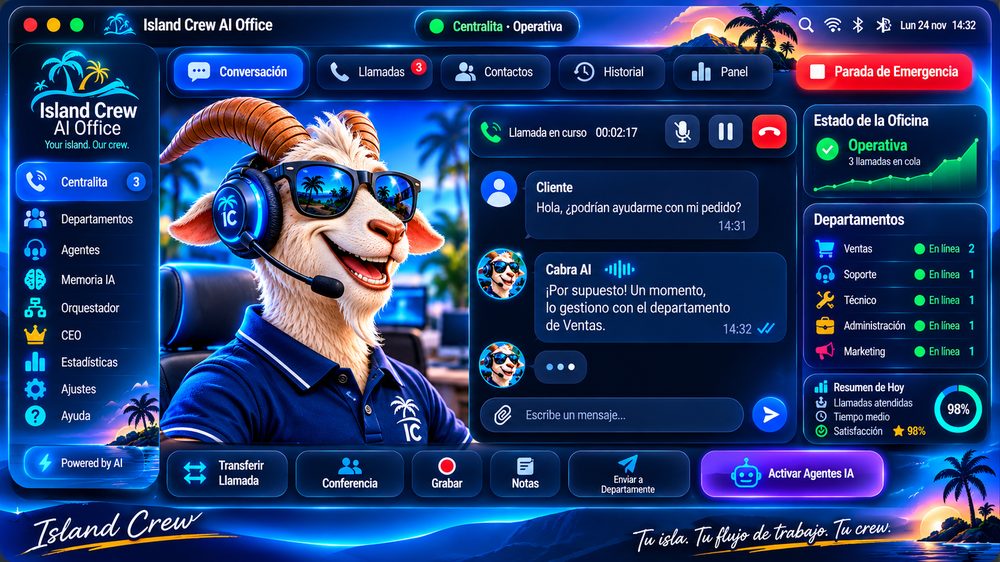 Island Crew AI Office
Centralita • Operativa
Lun 24 nov 14:32
Island Crew
AI Office
Your island. Our crew.
Conversación
Llamadas 3
Contactos
Historial
Panel
Parada de Emergencia
Centralita 3
Departamentos
Agentes
Memoria IA
Orquestador
CEO
Estadísticas
Ajustes
Ayuda
Powered by AI
IC
IC
Llamada en curso 00:02:17
Cliente
Hola, ¿podrían ayudarme con mi pedido?
14:31
Cabra AI
¡Por supuesto! Un momento,
lo gestiono con el departamento
de Ventas.
14:32
Escribe un mensaje...
Estado de la Oficina
Operativa
3 llamadas en cola
Departamentos
Ventas En línea 2
Soporte En línea 1
Técnico En línea 1
Administración En línea 1
Marketing En línea 1
Resumen de Hoy
Llamadas atendidas
Tiempo medio
Satisfacción 98%
98%
Transferir
Llamada
Conferencia
Grabar
Notas
Enviar a
Departamente
Activar Agentes IA
Island Crew
Tu isla. Tu flujo de trabajo. Tu crew.